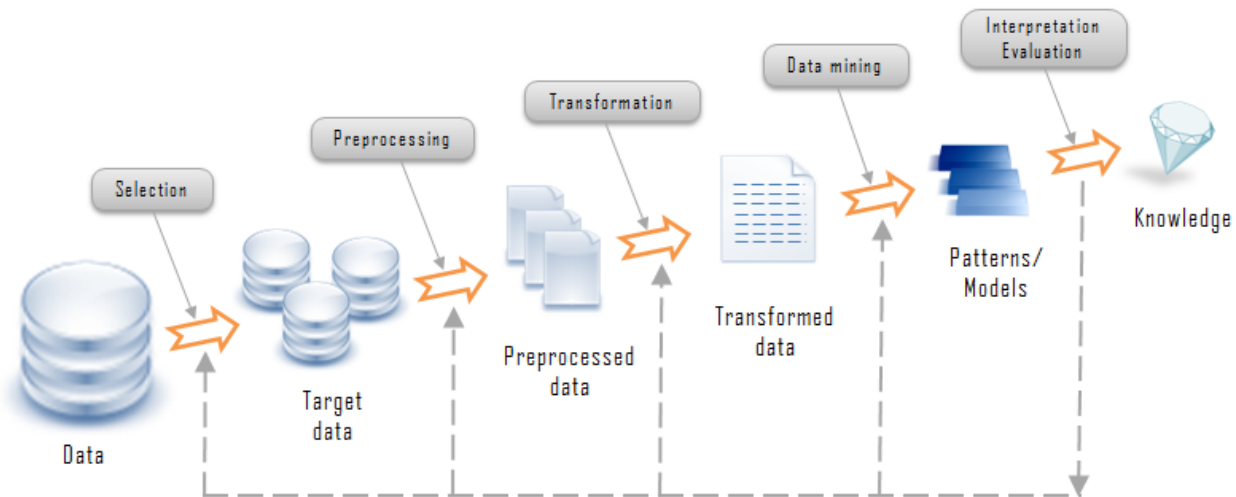 Interpretation
Evaluation
Data mining
Transformation
Preprocessing
Selection
Knowledge
Patterns/
Models
Transformed
data
Preprocessed
data
Target
data
Data